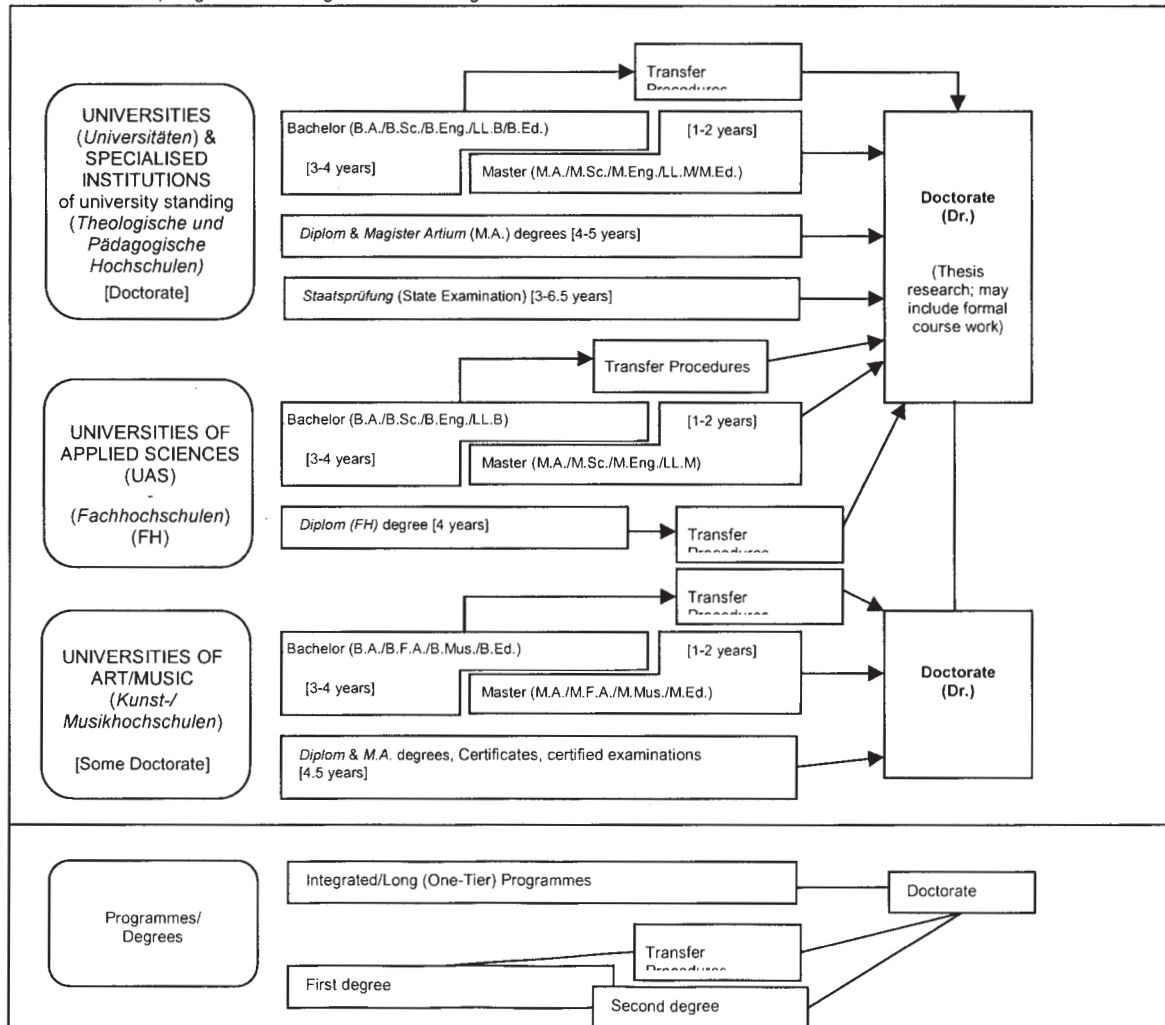 Transfer
UNIVERSITIES
(Universitäten) &
SPECIALISED
INSTITUTIONS
of university standing
(Theologische und
Pädagogische
Hochschulen)
[Doctorate]
Bachelor (B.A./B.Sc./B.Eng./LL.B/B.Ed.)
[3-4 years]
[1-2 years]
Master (M.A./M.Sc./M.Eng./LL.M/M.Ed.)
Diplom & Magister Artium (M.A.) degrees [4-5 years]
Staatsprüfung (State Examination) [3-6.5 years]
Doctorate
(Dr.)
(Thesis
research; may
include formal
course work)
Transfer Procedures
UNIVERSITIES OF
APPLIED SCIENCES
(UAS)
-
(Fachhochschulen)
(FH)
Bachelor (B.A./B.Sc./B.Eng./LL.B)
[3-4 years]
[1-2 years]
Master (M.A./M.Sc./M.Eng./LL.M)
Diplom (FH) degree [4 years]
Transfer
Transfer
UNIVERSITIES OF
ART/MUSIC
(Kunst-/
Musikhochschulen)
[Some Doctorate]
Bachelor (B.A./B.F.A./B.Mus./B.Ed.)
[3-4 years]
[1-2 years]
Master (M.A./M.F.A./M.Mus./M.Ed.)
Diplom & M.A. degrees, Certificates, certified examinations
[4.5 years]
Doctorate
(Dr.)
Programmes/
Degrees
Integrated/Long (One-Tier) Programmes
Doctorate
Transfer
First degree
Second degree